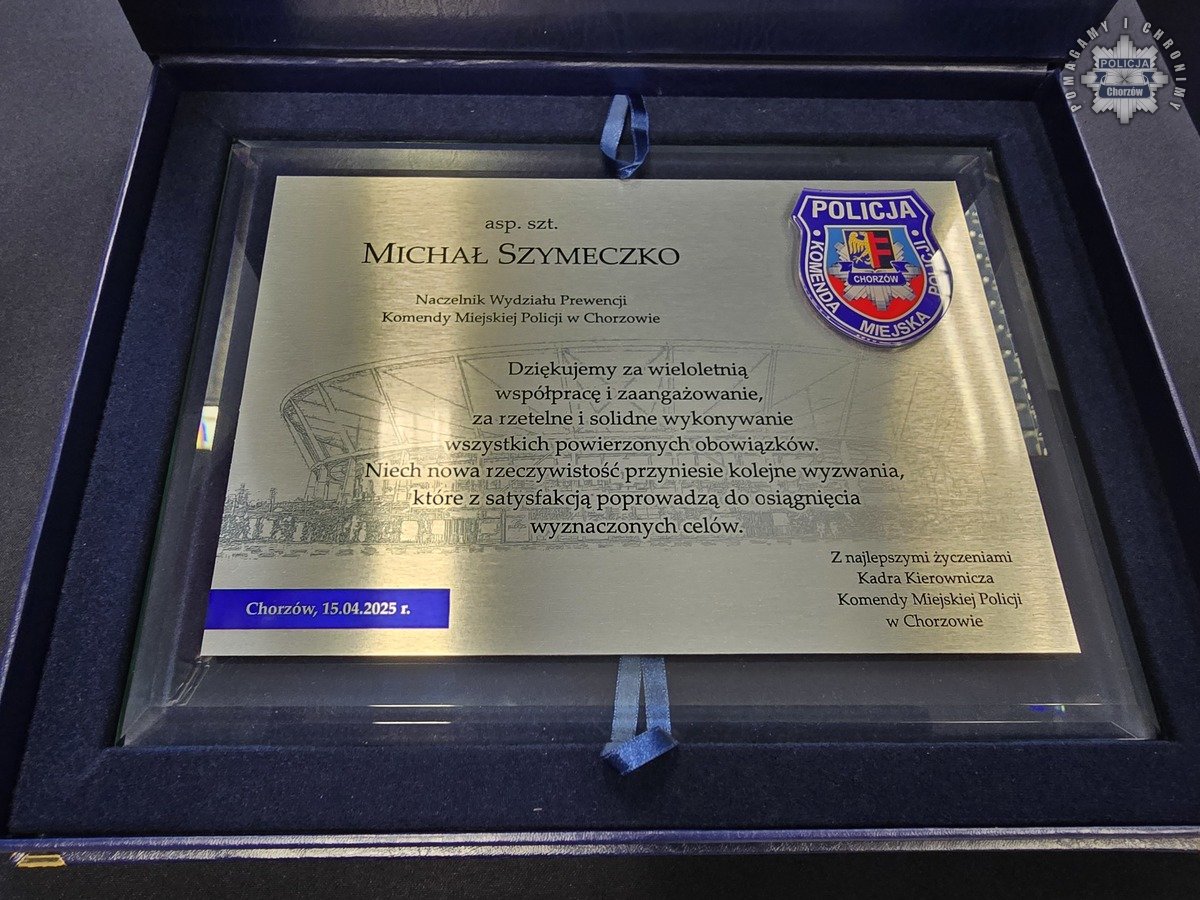 POMAGAMY I CHRONIMY
POLICJA
Chorzów
asp. szt.
MICHAŁ SZYMECZKO
Naczelnik Wydziału Prewencji
Komendy Miejskiej Policji w Chorzowie
POLICJA
KOMENDA MIEJSKA POLICJI
CHORZÓW
Dziękujemy za wieloletnią
współpracę i zaangażowanie,
za rzetelne i solidne wykonywanie
wszystkich powierzonych obowiązków.
Niech nowa rzeczywistość przyniesie kolejne wyzwania,
które z satysfakcją poprowadzą do osiągnięcia
wyznaczonych celów.
Z najlepszymi życzeniami
Kadra Kierownicza
Komendy Miejskiej Policji
w Chorzowie
Chorzów, 15.04.2025 r.